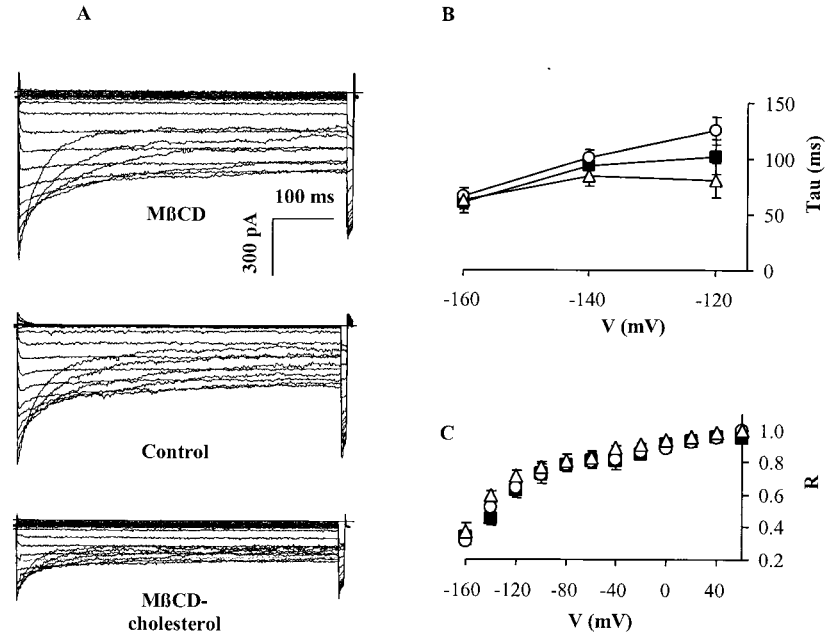 A
MßCD
100 ms
300 pA
Control
MßCD-
cholesterol
B
150
100
50
0
Tau (ms)
-160
-140
-120
V (mV)
C
1.0
0.8
0.6
0.4
0.2
R
-160
-120
-80
-40
0
40
V (mV)